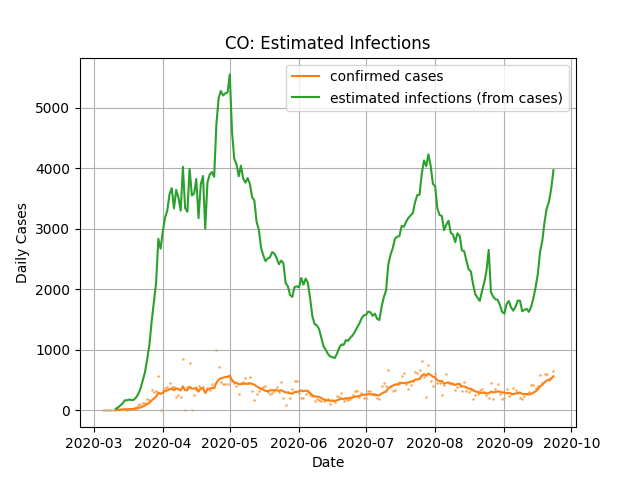 CO: Estimated Infections
confirmed cases
estimated infections (from cases)
Daily Cases
5000
4000
3000
2000
1000
0
2020-03 2020-04 2020-05 2020-06 2020-07 2020-08 2020-09 2020-10
Date